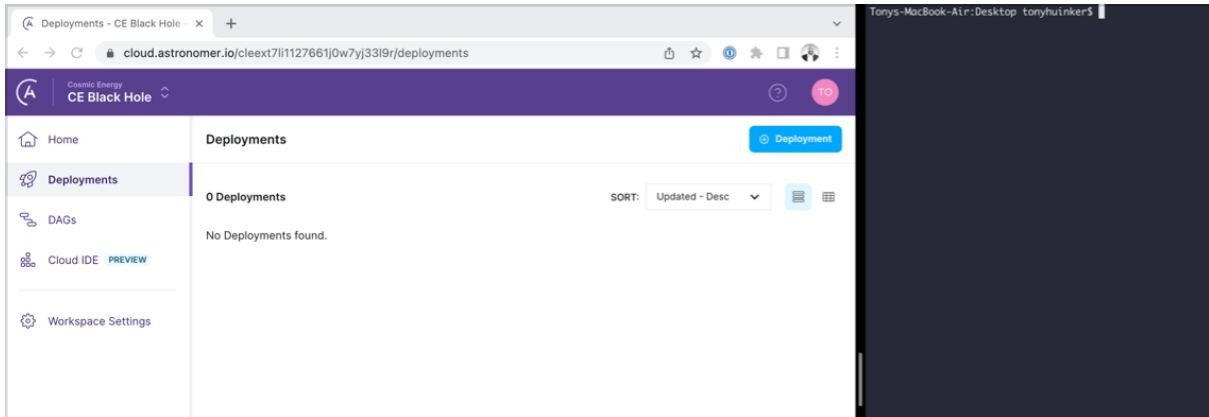 Deployments - CE Black Hole -
cloud.astronomer.io/cleext7li1127661j0w7yj33l9r/deployments
Cosmic Energy
CE Black Hole
TO
Home
Deployments
DAGs
Cloud IDE PREVIEW
Workspace Settings
Deployments
Deployment
0 Deployments
SORT: Updated - Desc
No Deployments found.
Tonys-MacBook-Air:Desktop tonyhuinker$